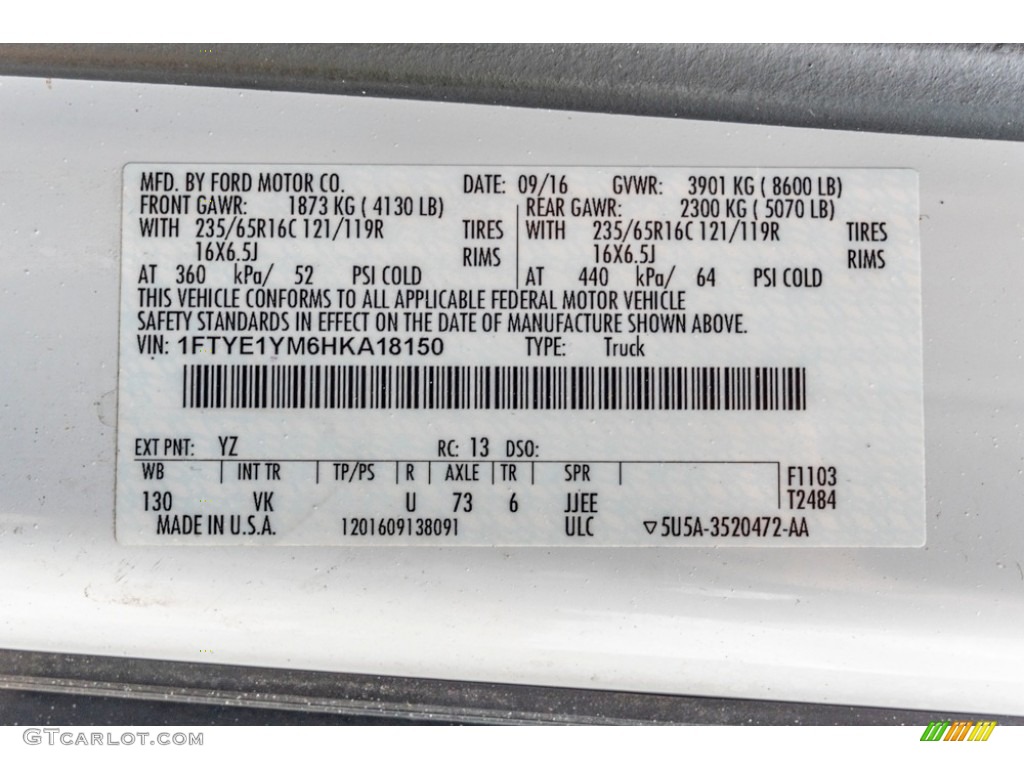 MFD. BY FORD MOTOR CO. DATE: 09/16 GVWR: 3901 KG ( 8600 LB)
FRONT GAWR: 1873 KG ( 4130 LB) REAR GAWR: 2300 KG ( 5070 LB)
WITH 235/65R16C 121/119R TIRES WITH 235/65R16C 121/119R TIRES
16X6.5J RIMS 16X6.5J RIMS
AT 360 kPa/ 52 PSI COLD AT 440 kPa/ 64 PSI COLD
THIS VEHICLE CONFORMS TO ALL APPLICABLE FEDERAL MOTOR VEHICLE
SAFETY STANDARDS IN EFFECT ON THE DATE OF MANUFACTURE SHOWN ABOVE.
VIN: 1FTYE1YM6HKA18150 TYPE: Truck
EXT PNT: YZ RC: 13 DSO:
WB INT TR TP/PS R AXLE TR SPR F1103
130 VK U 73 6 JJEE T2484
MADE IN U.S.A. 1201609138091 ULC ▽5U5A-3520472-AA
GTcarlot.com